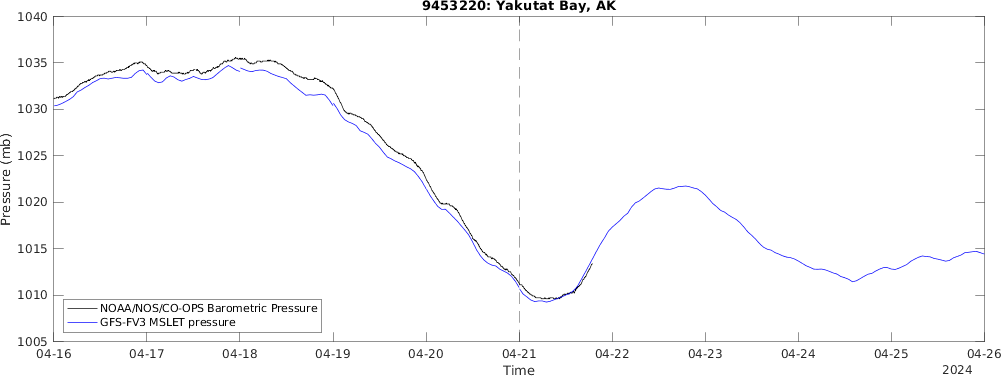 9453220: Yakutat Bay, AK
Pressure (mb)
1040
1035
1030
1025
1020
1015
1010
1005
NOAA/NOS/CO-OPS Barometric Pressure
GFS-FV3 MSLET pressure
04-16 04-17 04-18 04-19 04-20 04-21 04-22 04-23 04-24 04-25 04-26
Time
2024